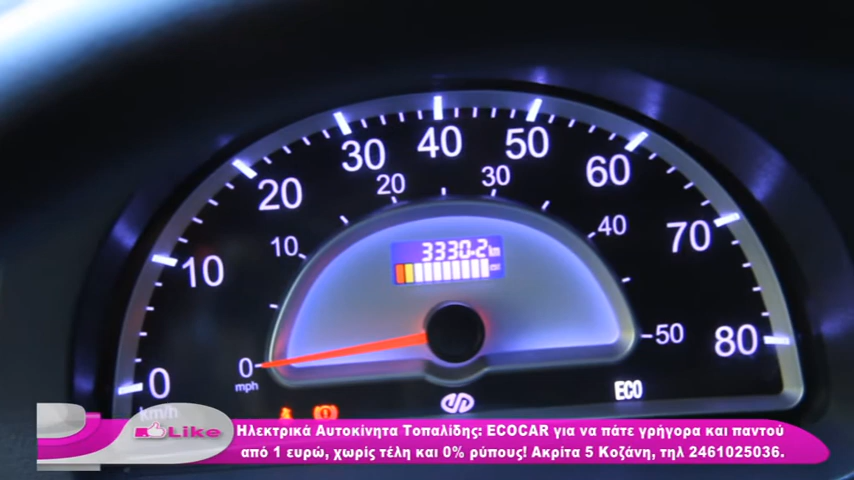 40
30
50
20
60
30
20
10
40
70
10
3330.2 km
50
80
0
0
mph
ECO
km/h
Like
Ηλεκτρικά Αυτοκίνητα Τοπαλίδης: ECOCAR για να πάτε γρήγορα και παντού
από 1 ευρώ, χωρίς τέλη και 0% ρύπους! Ακρίτα 5 Κοζάνη, τηλ 2461025036.